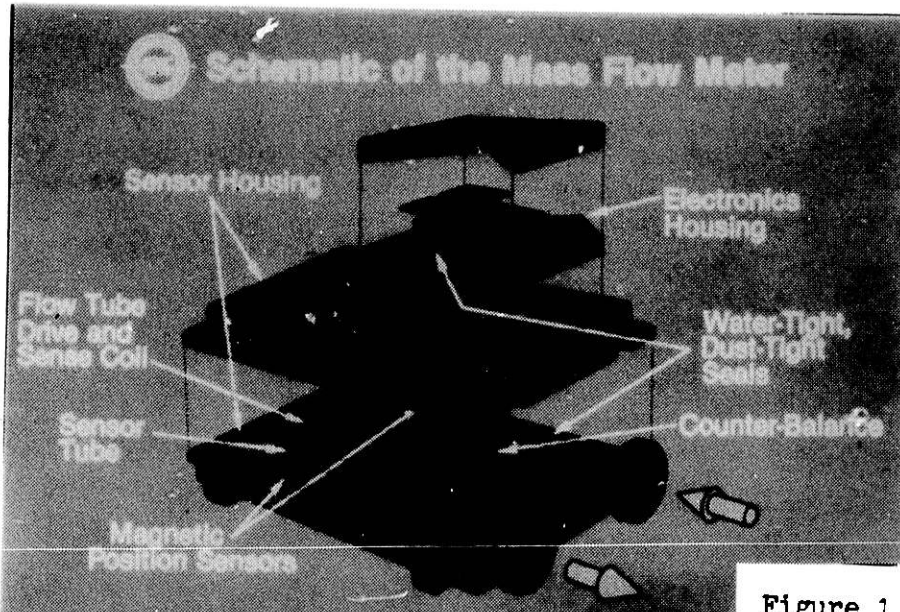 Schematic of the Mass Flow Meter
Sensor Housing
Electronics
Housing
Flow Tube
Drive and
Sense Coil
Water-Tight,
Dust-Tight
Seals
Sensor
Tube
Counter-Balance
Magnetic
Position Sensors
Figure 1